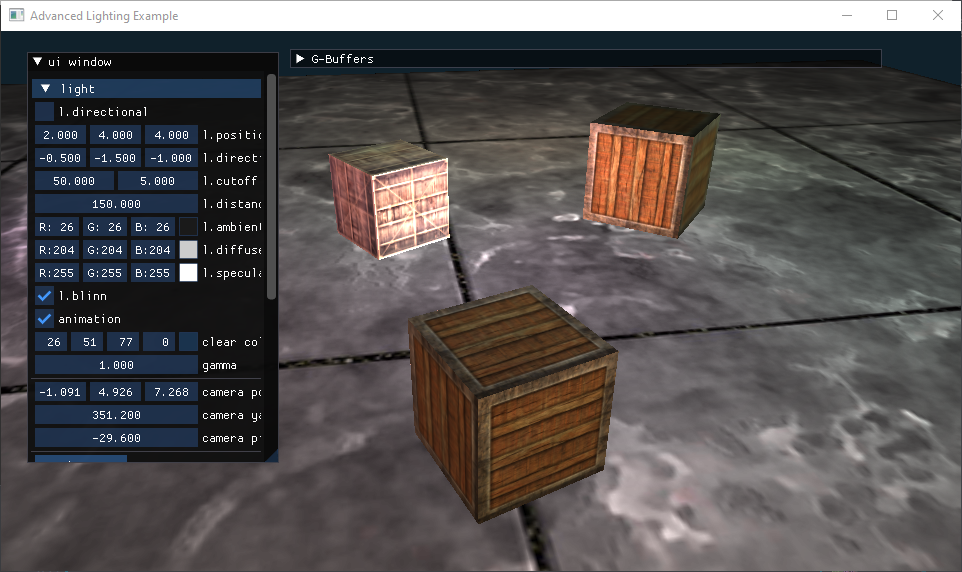 Advanced Lighting Example
ui window
G-Buffers
light
l.directional
2.000 4.000 4.000 l.positio
-0.500 -1.500 -1.000 l.directi
50.000 5.000 l.cutoff
150.000 l.distanc
R: 26 G: 26 B: 26 l.ambient
R:204 G:204 B:204 l.diffuse
R:255 G:255 B:255 l.specula
l.blinn
animation
26 51 77 0 clear col
1.000 gamma
-1.091 4.926 7.268 camera po
351.200 camera ya
-29.600 camera pi